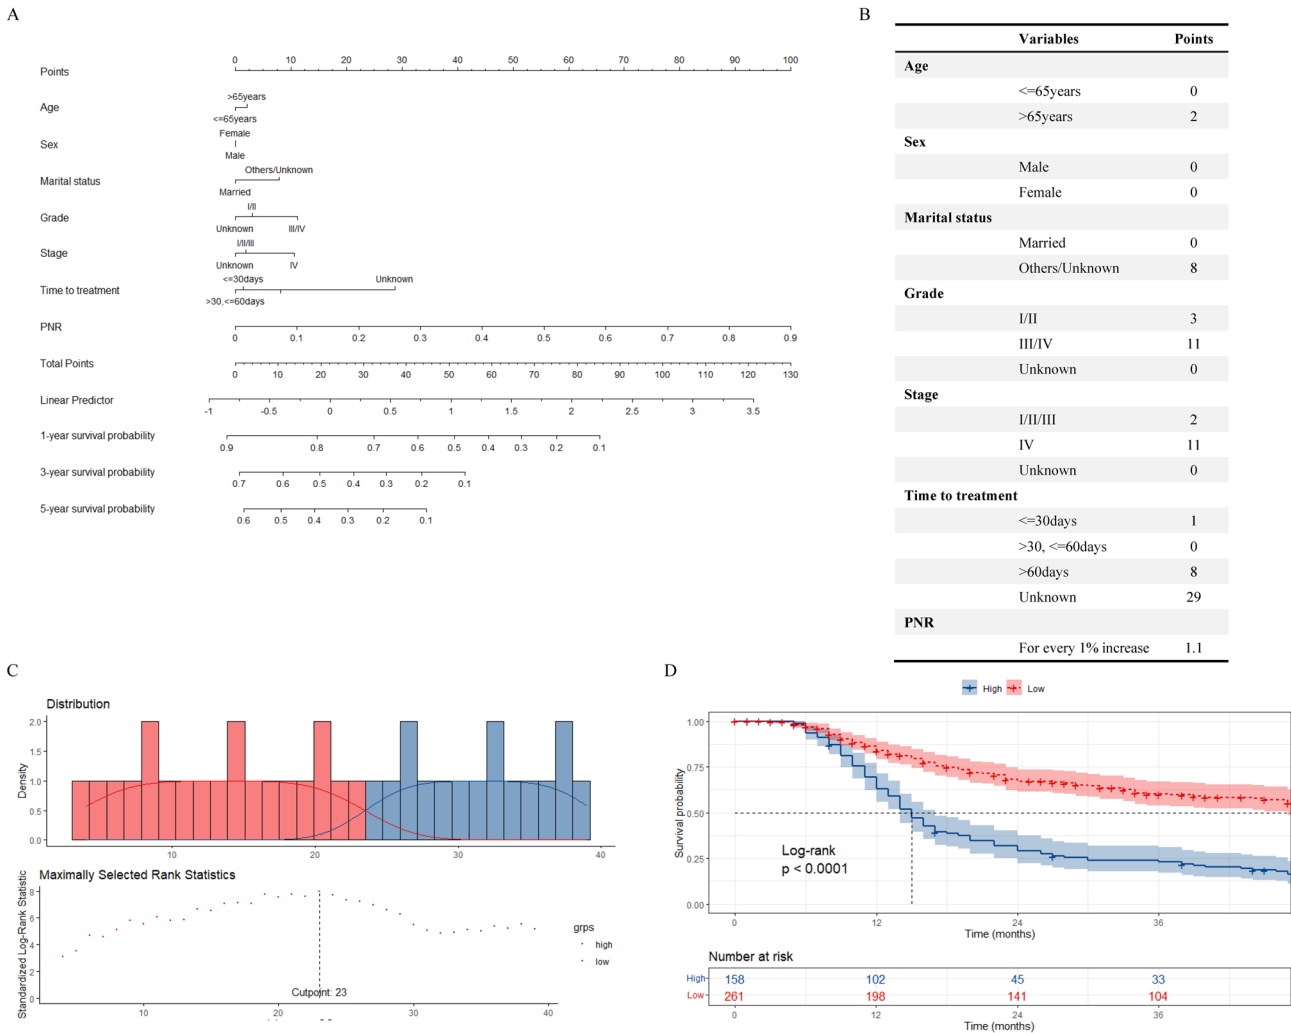 A
Points
0 10 20 30 40 50 60 70 80 90 100
>65years
Age
<=65years
Female
Sex
Male
Others/Unknown
Marital status
Married
I/II
Grade
Unknown III/IV
I/II/III
Stage
Unknown IV
<=30days Unknown
Time to treatment
>30,<=60days
PNR
0 0.1 0.2 0.3 0.4 0.5 0.6 0.7 0.8 0.9
Total Points
0 10 20 30 40 50 60 70 80 90 100 110 120 130
Linear Predictor
-1 -0.5 0 0.5 1 1.5 2 2.5 3 3.5
1-year survival probability
0.9 0.8 0.7 0.6 0.5 0.4 0.3 0.2 0.1
3-year survival probability
0.7 0.6 0.5 0.4 0.3 0.2 0.1
5-year survival probability
0.6 0.5 0.4 0.3 0.2 0.1
B
Variables Points
Age
<=65years 0
>65years 2
Sex
Male 0
Female 0
Marital status
Married 0
Others/Unknown 8
Grade
I/II 3
III/IV 11
Unknown 0
Stage
I/II/III 2
IV 11
Unknown 0
Time to treatment
<=30days 1
>30, <=60days 0
>60days 8
Unknown 29
PNR
For every 1% increase 1.1
C
Distribution
Density
2.0
1.5
1.0
0.5
0.0
10 20 30 40
Maximally Selected Rank Statistics
Standardized Log-Rank Statistic
8
6
4
2
0
Cutpoint: 23
10 20 30 40
grps
high
low
D
High Low
Survival probability
1.00
0.75
0.50
0.25
0.00
Log-rank
p < 0.0001
0 12 24 36
Time (months)
Number at risk
High 158 102 45 33
Low 261 198 141 104
0 12 24 36
Time (months)